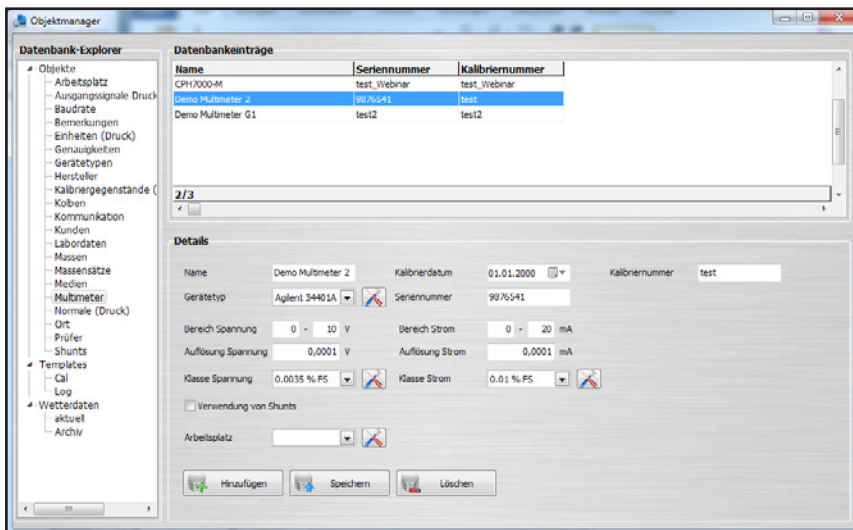 Objektmanager
Datenbank-Explorer
Objekte
Arbeitsplatz
Ausgangssignale Druck
Baudrate
Bemerkungen
Einheiten (Druck)
Genauigkeiten
Gerätetypen
Hersteller
Kalibriergegenstände (
Kolben
Kommunikation
Kunden
Labordaten
Massen
Massensätze
Medien
Multimeter
Normale (Druck)
Ort
Prüfer
Shunts
Templates
Cal
Log
Wetterdaten
aktuell
Archiv
Datenbankeinträge
Name Seriennummer Kalibriernummer
CPH7000-M test_Webinar test_Webinar
Demo Multimeter 2 9876541 test
Demo Multimeter G1 test2 test2
2/3
Details
Name Demo Multimeter 2 Kalibrierdatum 01.01.2000 Kalibriernummer test
Gerätetyp Agilent 34401A Seriennummer 9876541
Bereich Spannung 0 - 10 V Bereich Strom 0 - 20 mA
Auflösung Spannung 0,0001 V Auflösung Strom 0,0001 mA
Klasse Spannung 0.0035 % FS Klasse Strom 0.01 % FS
Verwendung von Shunts
Arbeitsplatz
Hinzufügen Speichern Löschen